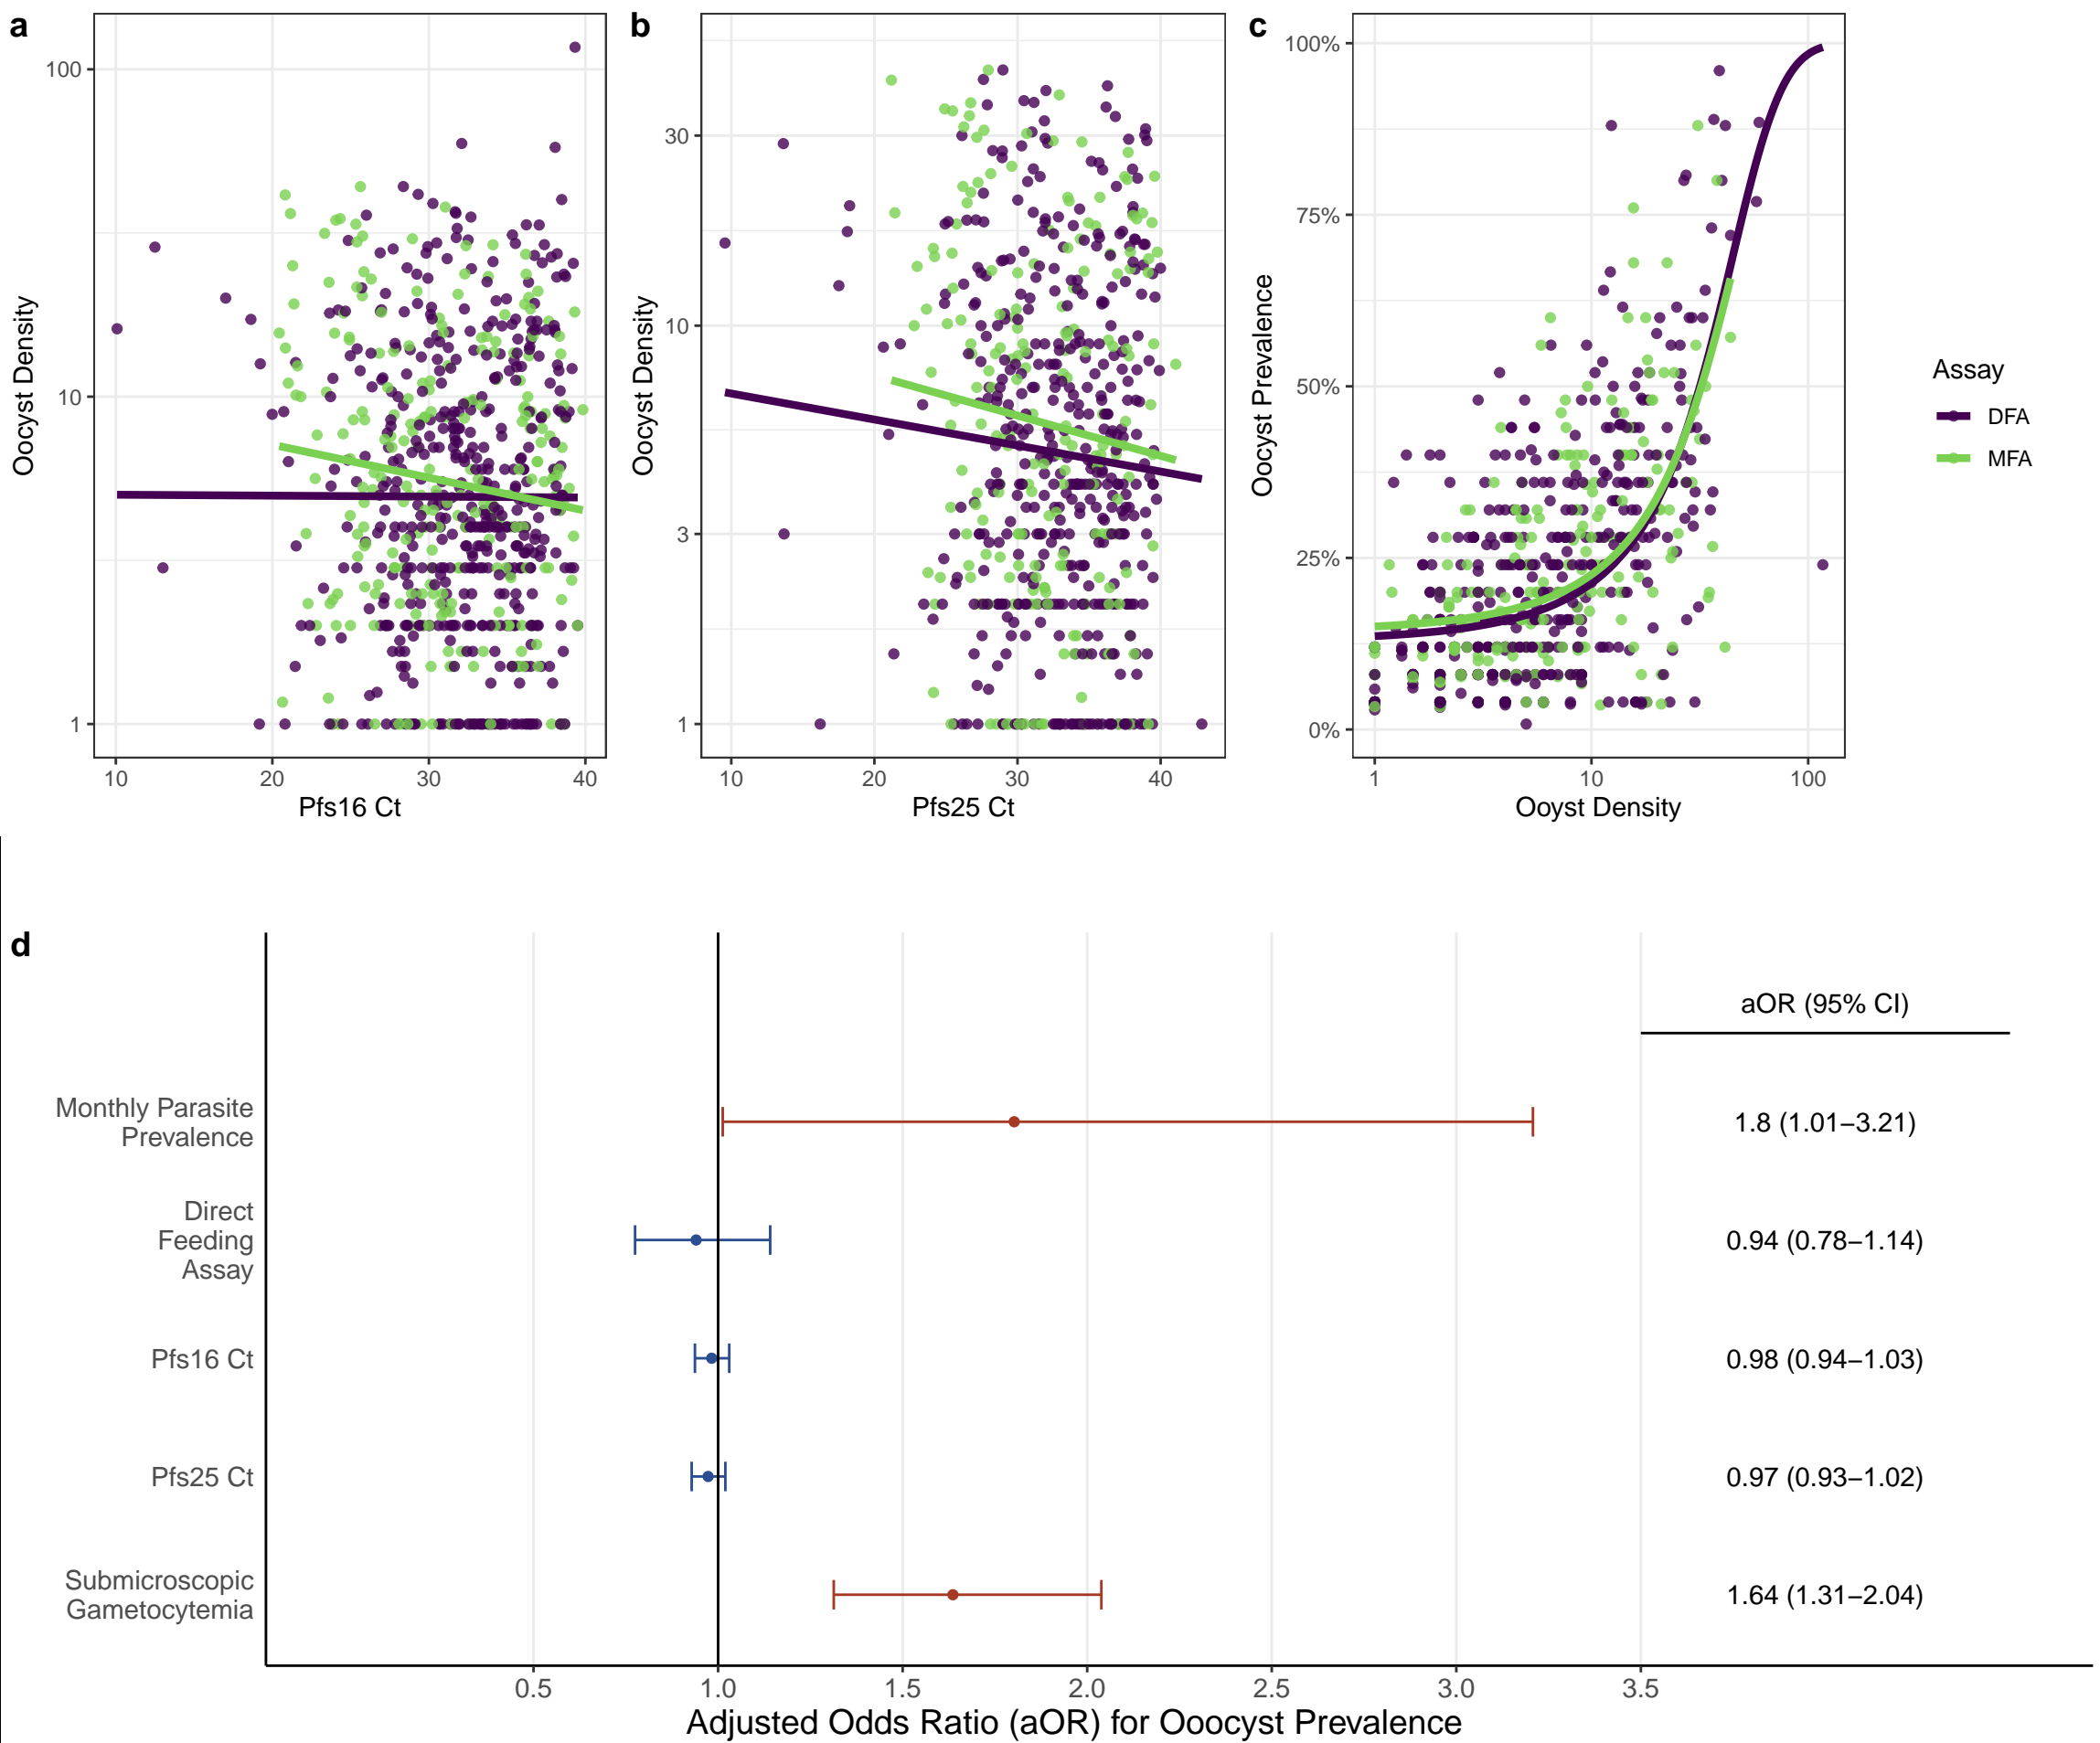 a
100
10
1
10
20
30
40
Oocyst Density
Pfs16 Ct
b
30
10
3
1
10
20
30
40
Oocyst Density
Pfs25 Ct
c
100%
75%
50%
25%
0%
1
10
100
Oocyst Prevalence
Ooyst Density
Assay
DFA
MFA
d
aOR (95% CI)
Monthly Parasite
Prevalence
1.8 (1.01–3.21)
Direct
Feeding
Assay
0.94 (0.78–1.14)
Pfs16 Ct
0.98 (0.94–1.03)
Pfs25 Ct
0.97 (0.93–1.02)
Submicroscopic
Gametocytemia
1.64 (1.31–2.04)
0.5
1.0
1.5
2.0
2.5
3.0
3.5
Adjusted Odds Ratio (aOR) for Ooocyst Prevalence